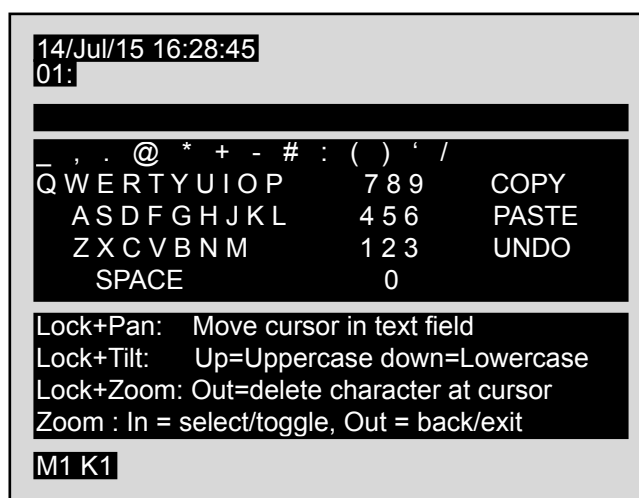 14/Jul/15 16:28:45
01:
_ , . @ * + - # : ( ) ‘ /
Q W E R T Y U I O P 7 8 9 COPY
A S D F G H J K L 4 5 6 PASTE
Z X C V B N M 1 2 3 UNDO
SPACE 0
Lock+Pan: Move cursor in text field
Lock+Tilt: Up=Uppercase down=Lowercase
Lock+Zoom: Out=delete character at cursor
Zoom : In = select/toggle, Out = back/exit
M1 K1